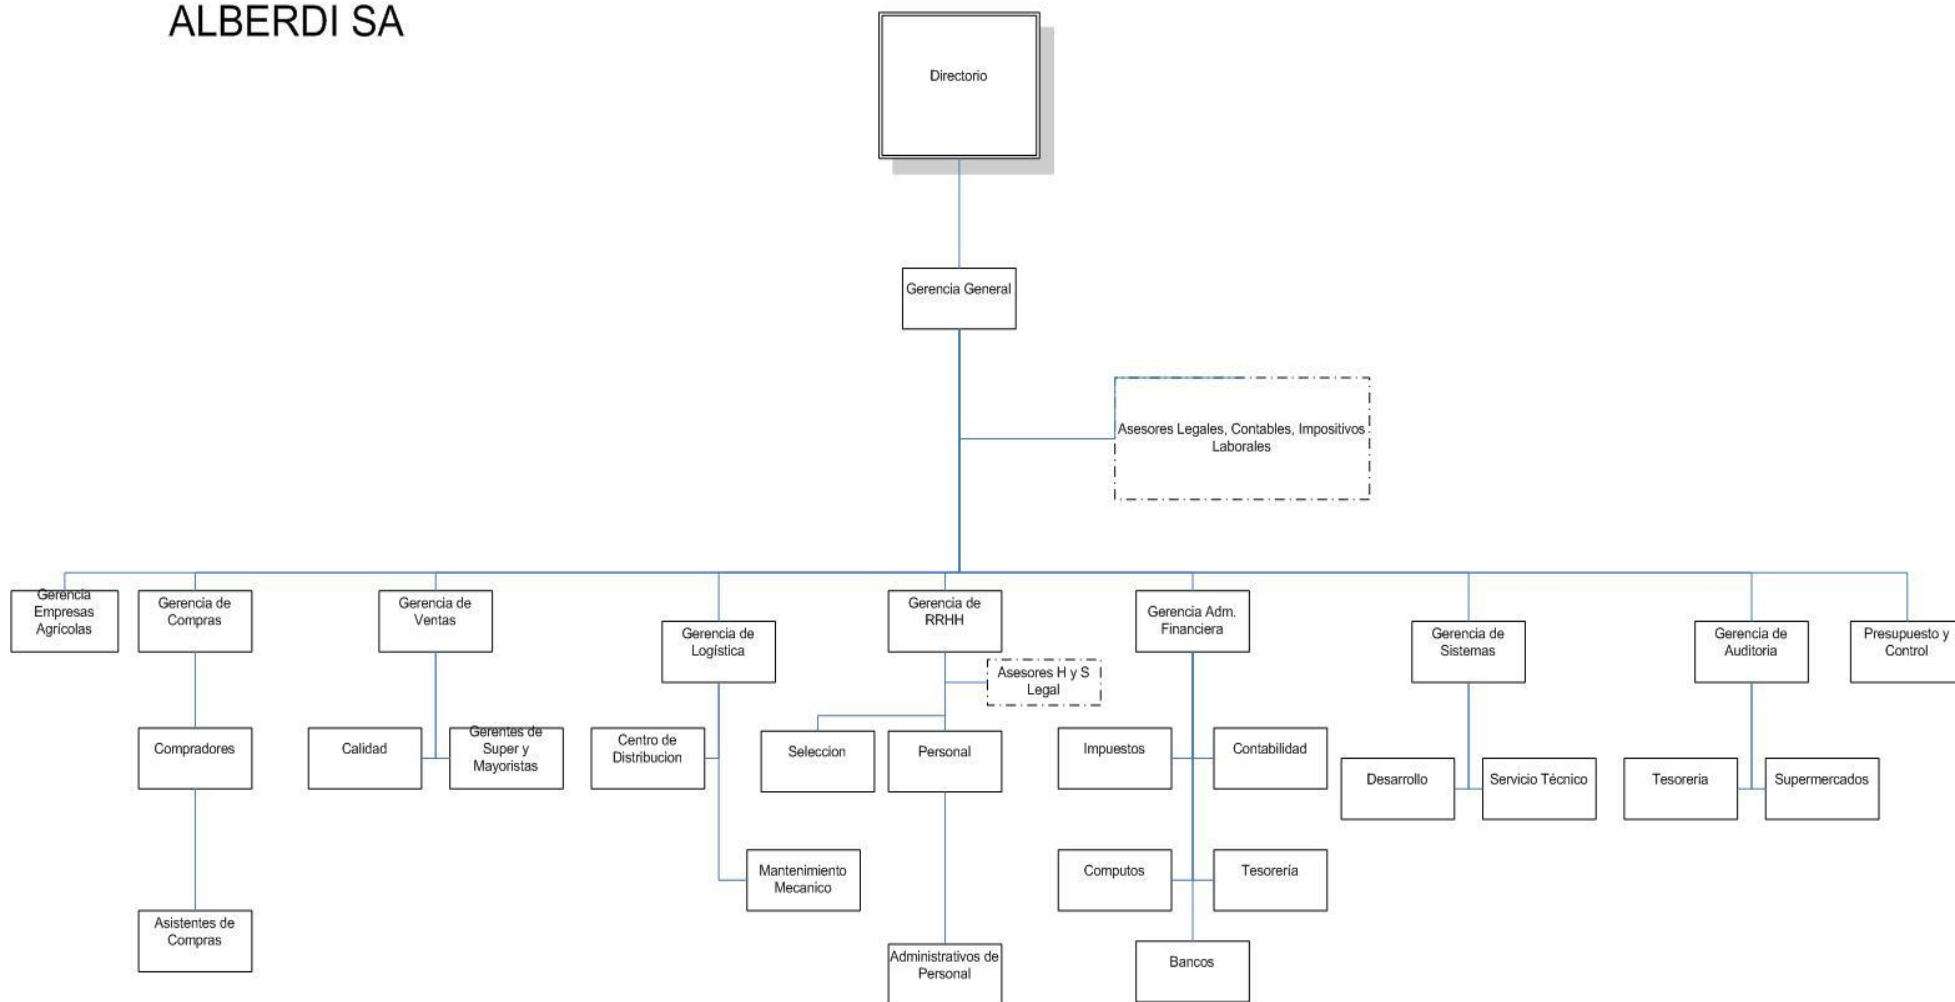 ALBERDI SA
Directorio
Gerencia General
Asesores Legales, Contables, Impositivos
Laborales
Gerencia
Empresas
Agrícolas
Gerencia de
Compras
Gerencia de
Ventas
Gerencia de
Logística
Gerencia de
RRHH
Gerencia Adm.
Financiera
Gerencia de
Sistemas
Gerencia de
Auditoria
Presupuesto y
Control
Asesores H y S
Legal
Compradores
Calidad
Gerentes de
Super y
Mayoristas
Centro de
Distribucion
Seleccion
Personal
Impuestos
Contabilidad
Desarrollo
Servicio Técnico
Tesoreria
Supermercados
Mantenimiento
Mecanico
Computos
Tesorería
Asistentes de
Compras
Administrativos de
Personal
Bancos